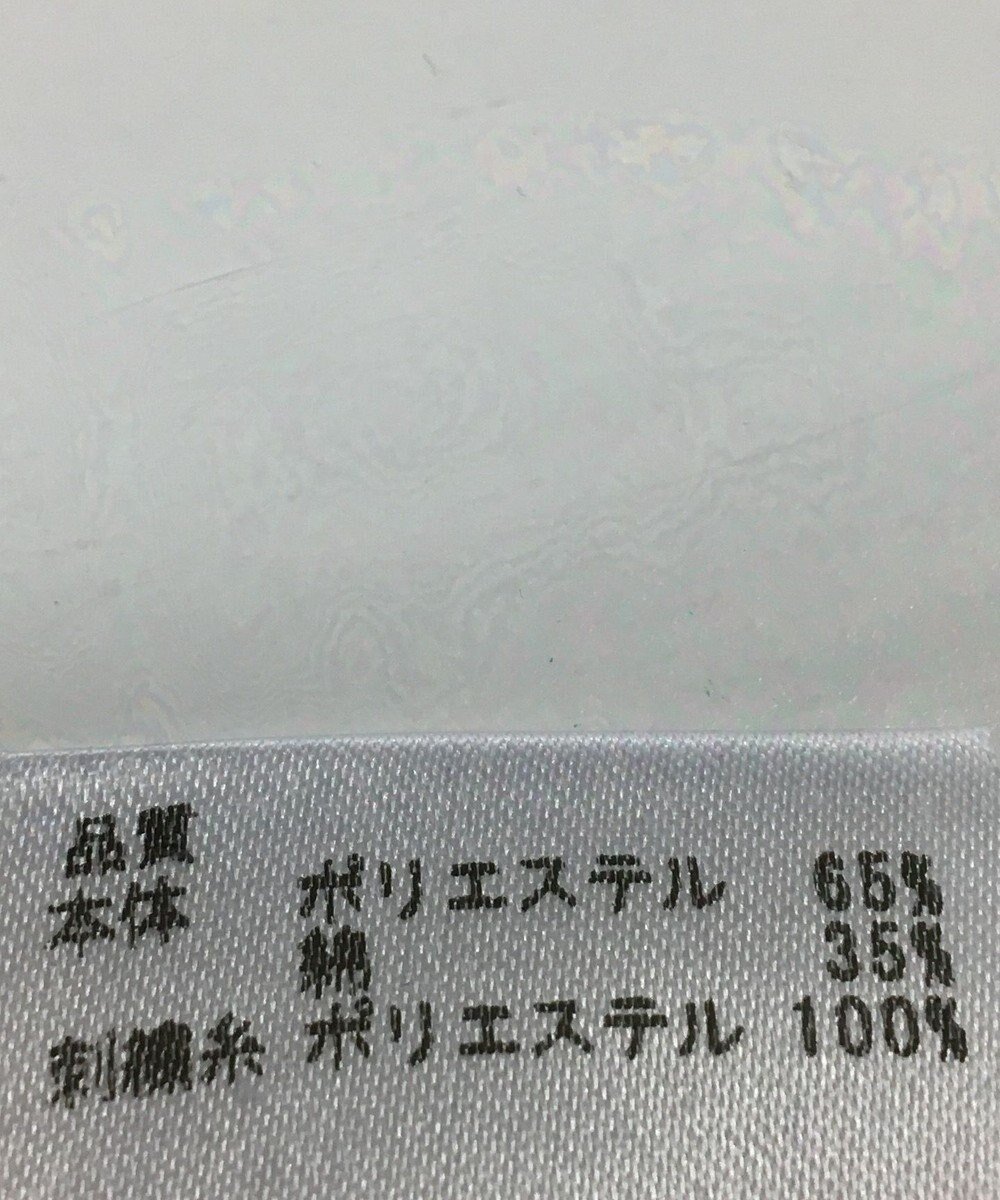 品質
本体 ポリエステル 65%
綿 35%
刺繍糸 ポリエステル 100%